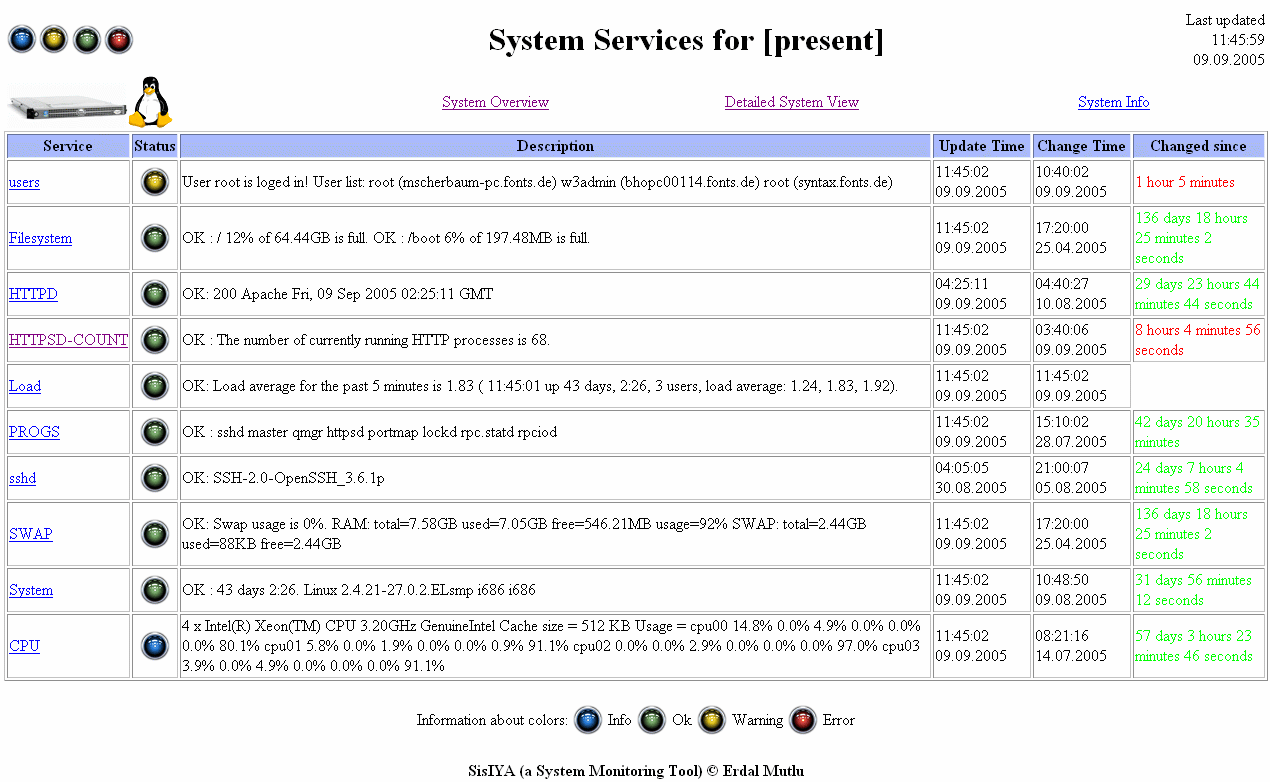 System Services for [present]
Last updated
11:45:59
09.09.2005
System Overview
Detailed System View
System Info
Service Status Description Update Time Change Time Changed since
users
User root is loged in! User list: root (mscherbaum-pc.fonts.de) w3admin (bhopc00114.fonts.de) root (syntax.fonts.de)
11:45:02
09.09.2005
10:40:02
09.09.2005
1 hour 5 minutes
Filesystem
OK : / 12% of 64.44GB is full. OK : /boot 6% of 197.48MB is full.
11:45:02
09.09.2005
17:20:00
25.04.2005
136 days 18 hours
25 minutes 2
seconds
HTTPD
OK: 200 Apache Fri, 09 Sep 2005 02:25:11 GMT
04:25:11
09.09.2005
04:40:27
10.08.2005
29 days 23 hours 44
minutes 44 seconds
HTTPSD-COUNT
OK : The number of currently running HTTP processes is 68.
11:45:02
09.09.2005
03:40:06
09.09.2005
8 hours 4 minutes 56
seconds
Load
OK: Load average for the past 5 minutes is 1.83 ( 11:45:01 up 43 days, 2:26, 3 users, load average: 1.24, 1.83, 1.92).
11:45:02
09.09.2005
11:45:02
09.09.2005
PROGS
OK : sshd master qmgr httpsd portmap lockd rpc.statd rpciod
11:45:02
09.09.2005
15:10:02
28.07.2005
42 days 20 hours 35
minutes
sshd
OK: SSH-2.0-OpenSSH_3.6.1p
04:05:05
30.08.2005
21:00:07
05.08.2005
24 days 7 hours 4
minutes 58 seconds
SWAP
OK: Swap usage is 0%. RAM: total=7.58GB used=7.05GB free=546.21MB usage=92% SWAP: total=2.44GB
used=88KB free=2.44GB
11:45:02
09.09.2005
17:20:00
25.04.2005
136 days 18 hours
25 minutes 2
seconds
System
OK : 43 days 2:26. Linux 2.4.21-27.0.2.ELsmp i686 i686
11:45:02
09.09.2005
10:48:50
09.08.2005
31 days 56 minutes
12 seconds
CPU
4 x Intel(R) Xeon(TM) CPU 3.20GHz GenuineIntel Cache size = 512 KB Usage = cpu00 14.8% 0.0% 4.9% 0.0% 0.0%
0.0% 80.1% cpu01 5.8% 0.0% 1.9% 0.0% 0.0% 0.9% 91.1% cpu02 0.0% 0.0% 2.9% 0.0% 0.0% 0.0% 97.0% cpu03
3.9% 0.0% 4.9% 0.0% 0.0% 0.0% 91.1%
11:45:02
09.09.2005
08:21:16
14.07.2005
57 days 3 hours 23
minutes 46 seconds
Information about colors: Info Ok Warning Error
SisIYA (a System Monitoring Tool) © Erdal Mutlu